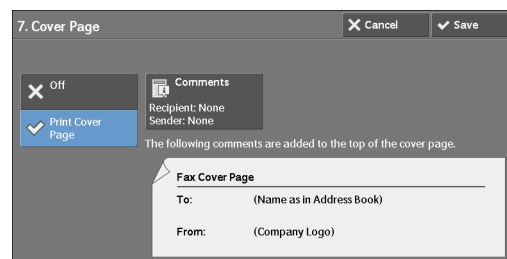 7. Cover Page
Cancel
Save
Off
Print Cover
Page
Comments
Recipient: None
Sender: None
The following comments are added to the top of the cover page.
Fax Cover Page
To: (Name as in Address Book)
From: (Company Logo)